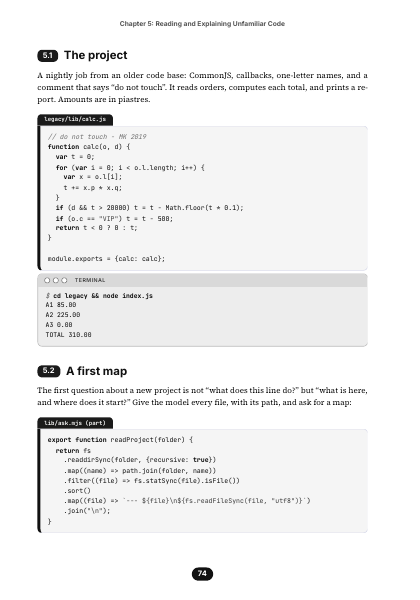 Chapter 5: Reading and Explaining Unfamiliar Code
5.1 The project
A nightly job from an older code base: CommonJS, callbacks, one-letter names, and a
comment that says “do not touch”. It reads orders, computes each total, and prints a re-
port. Amounts are in piastres.
legacy/lib/calc.js
// do not touch - MK 2019
function calc(o, d) {
  var t = 0;
  for (var i = 0; i < o.l.length; i++) {
    var x = o.l[i];
    t += x.p * x.q;
  }
  if (d && t > 20000) t = t - Math.floor(t * 0.1);
  if (o.c == "VIP") t = t - 500;
  return t < 0 ? 0 : t;
}

module.exports = {calc: calc};
TERMINAL
$ cd legacy && node index.js
A1 85.00
A2 225.00
A3 0.00
TOTAL 310.00
5.2 A first map
The first question about a new project is not “what does this line do?” but “what is here,
and where does it start?” Give the model every file, with its path, and ask for a map:
lib/ask.mjs (part)
export function readProject(folder) {
  return fs
    .readdirSync(folder, {recursive: true})
    .map((name) => path.join(folder, name))
    .filter((file) => fs.statSync(file).isFile())
    .sort()
    .map((file) => `--- ${file}\n${fs.readFileSync(file, "utf8")}`)
    .join("\n");
}
74